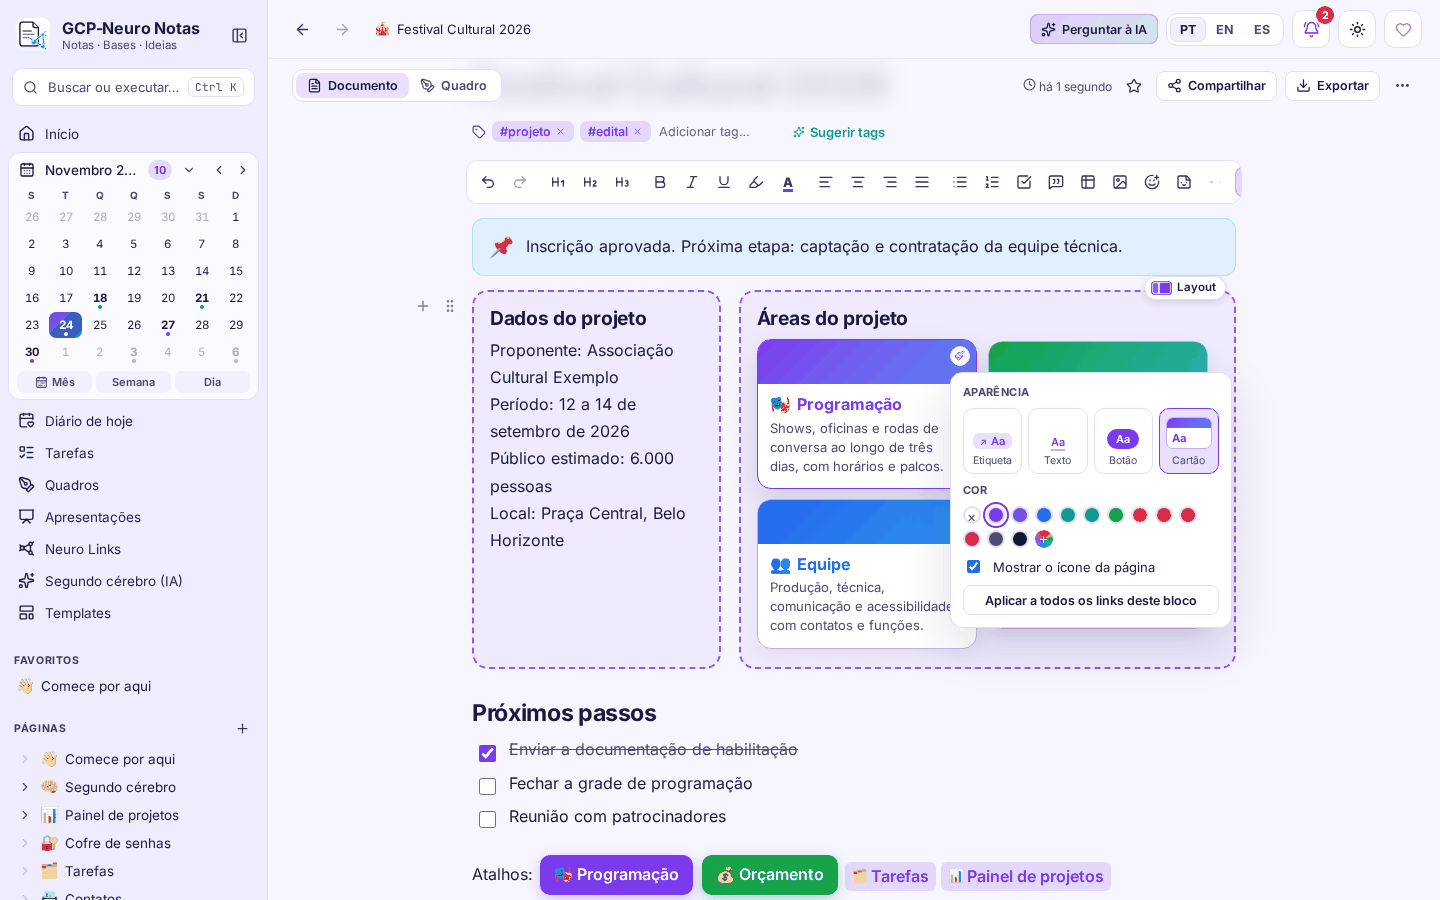 GCP-Neuro Notas
Notas · Bases · Ideias
Buscar ou executar... Ctrl K
Início
Novembro 2... 10
S T Q Q S S D
26 27 28 29 30 31 1
2 3 4 5 6 7 8
9 10 11 12 13 14 15
16 17 18 19 20 21 22
23 24 25 26 27 28 29
30 1 2 3 4 5 6
Mês Semana Dia
Diário de hoje
Tarefas
Quadros
Apresentações
Neuro Links
Segundo cérebro (IA)
Templates
FAVORITOS
Comece por aqui
PÁGINAS
Comece por aqui
Segundo cérebro
Painel de projetos
Cofre de senhas
Tarefas
Contatos
Festival Cultural 2026
Perguntar à IA
PT EN ES
2
Documento Quadro
há 1 segundo
Compartilhar
Exportar
#projeto × #edital × Adicionar tag...
Sugerir tags
H1 H2 H3 B I U A
Inscrição aprovada. Próxima etapa: captação e contratação da equipe técnica.
Layout
Dados do projeto
Proponente: Associação
Cultural Exemplo
Período: 12 a 14 de
setembro de 2026
Público estimado: 6.000
pessoas
Local: Praça Central, Belo
Horizonte
Áreas do projeto
Programação
Shows, oficinas e rodas de
conversa ao longo de três
dias, com horários e palcos.
Equipe
Produção, técnica,
comunicação e acessibilidade
com contatos e funções.
APARÊNCIA
Aa Aa Aa Aa
Etiqueta Texto Botão Cartão
COR
Mostrar o ícone da página
Aplicar a todos os links deste bloco
Próximos passos
Enviar a documentação de habilitação
Fechar a grade de programação
Reunião com patrocinadores
Atalhos: Programação Orçamento Tarefas Painel de projetos